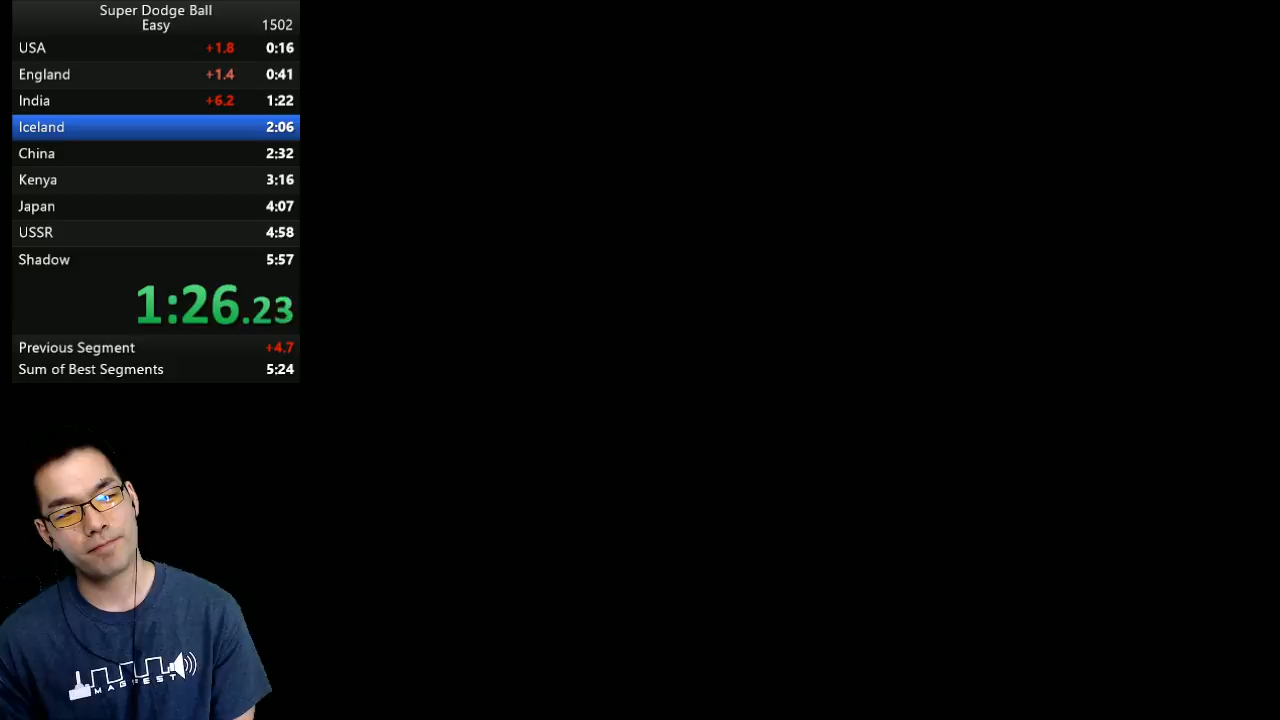 Super Dodge Ball
Easy 1502
USA +1.8 0:16
England +1.4 0:41
India +6.2 1:22
Iceland 2:06
China 2:32
Kenya 3:16
Japan 4:07
USSR 4:58
Shadow 5:57
1:26.23
Previous Segment +4.7
Sum of Best Segments 5:24
MAGFEST